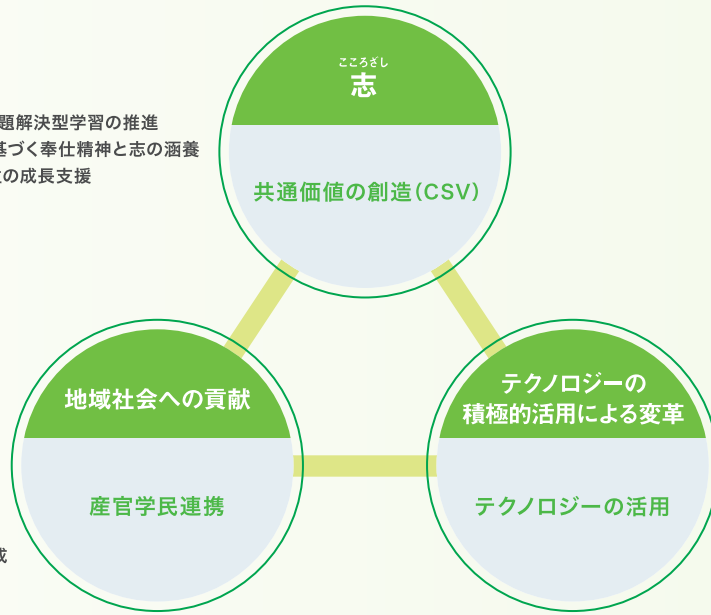 こころざし
志
題解決型学習の推進
基づく奉仕精神と志の涵養
の成長支援
共通価値の創造(CSV)
地域社会への貢献
産官学民連携
テクノロジーの
積極的活用による変革
テクノロジーの活用
成